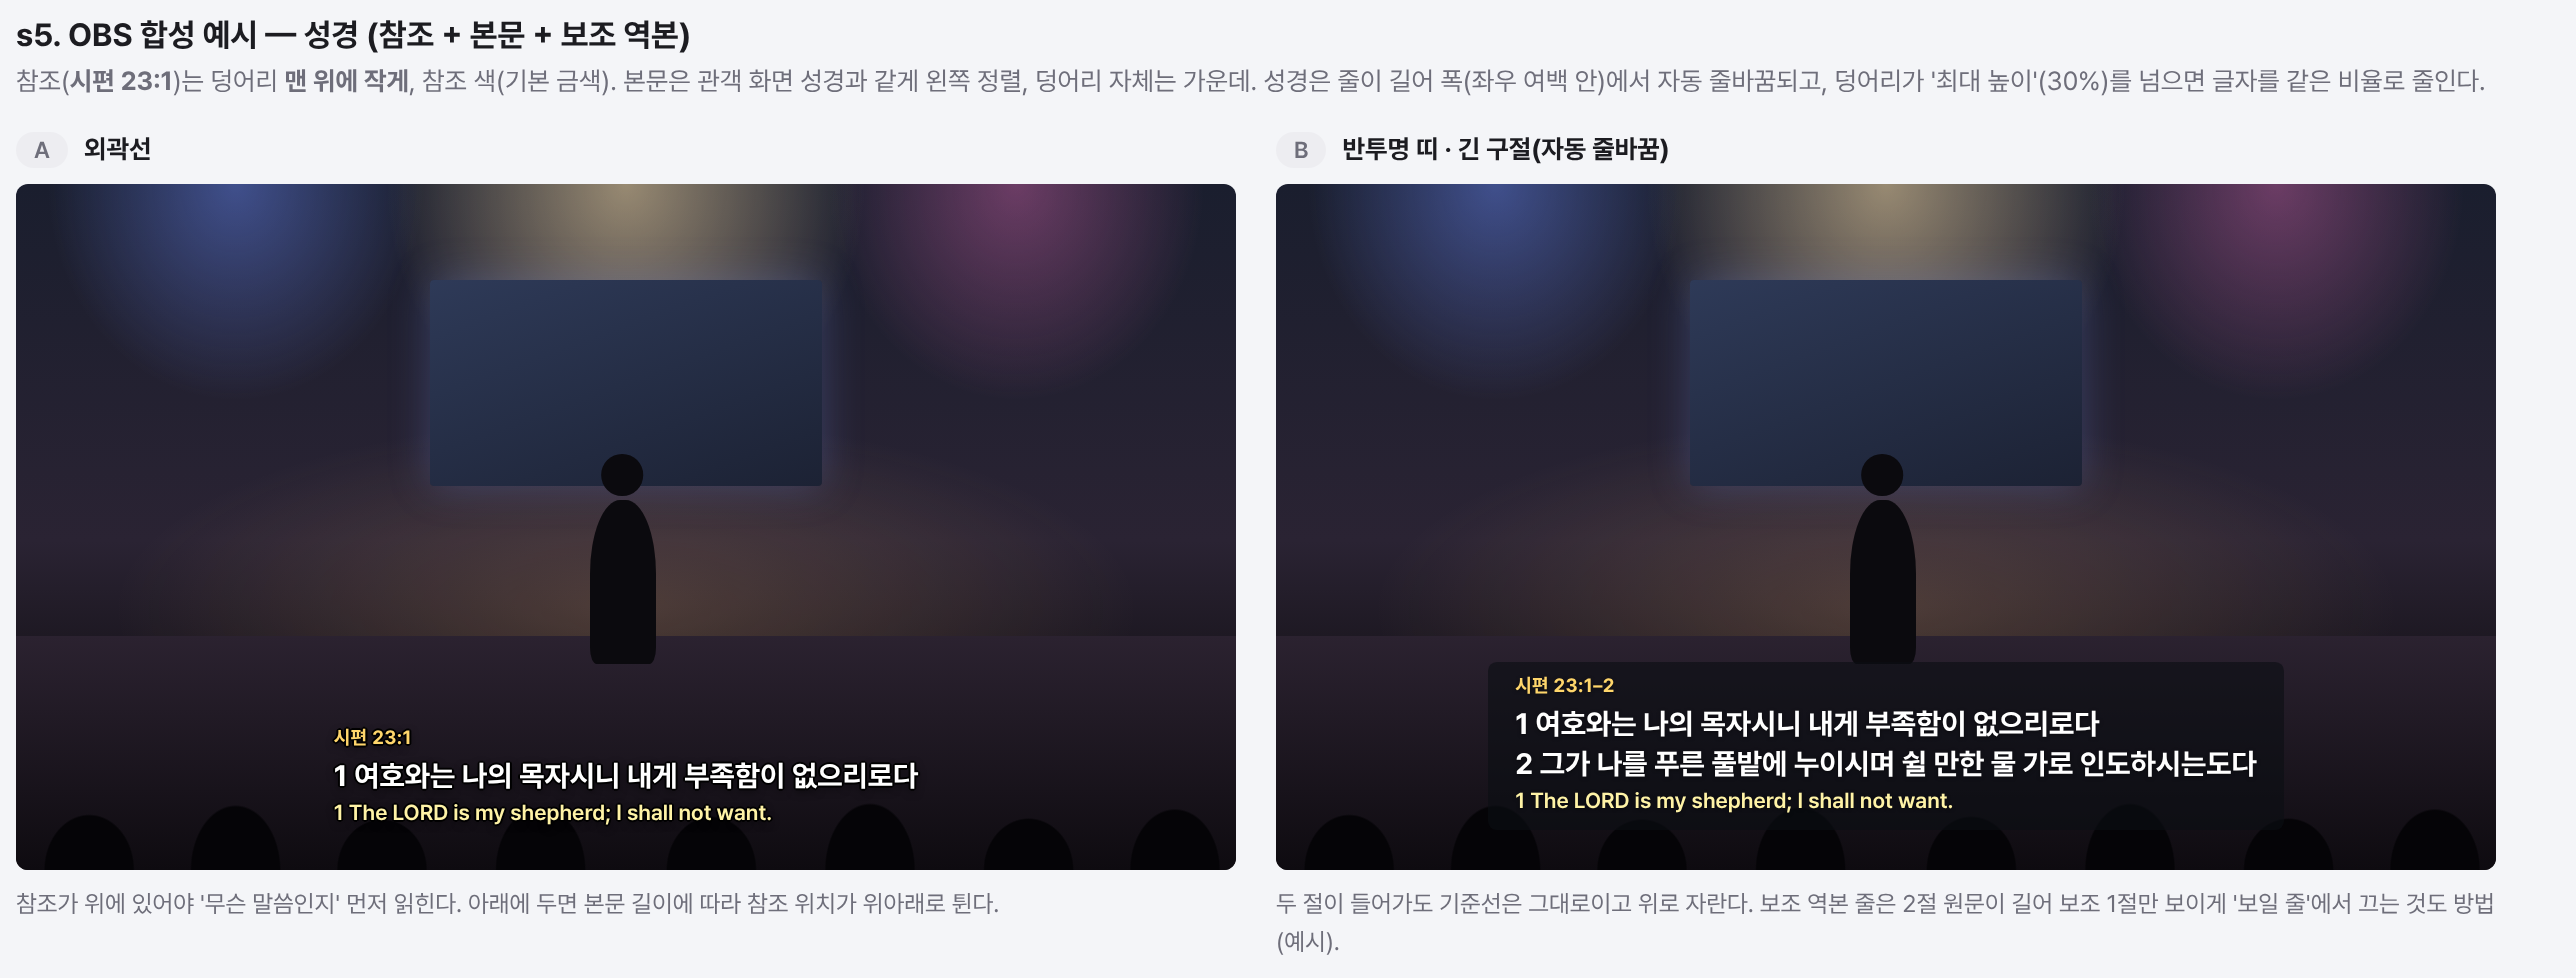 s5. OBS 합성 예시 — 성경 (참조 + 본문 + 보조 역본)
참조(시편 23:1)는 덩어리 맨 위에 작게, 참조 색(기본 금색). 본문은 관객 화면 성경과 같게 왼쪽 정렬, 덩어리 자체는 가운데. 성경은 줄이 길어 폭(좌우 여백 안)에서 자동 줄바꿈되고, 덩어리가 '최대 높이'(30%)를 넘으면 글자를 같은 비율로 줄인다.
A 외곽선
시편 23:1
1 여호와는 나의 목자시니 내게 부족함이 없으리로다
1 The LORD is my shepherd; I shall not want.
참조가 위에 있어야 '무슨 말씀인지' 먼저 읽힌다. 아래에 두면 본문 길이에 따라 참조 위치가 위아래로 튄다.
B 반투명 띠 · 긴 구절(자동 줄바꿈)
시편 23:1–2
1 여호와는 나의 목자시니 내게 부족함이 없으리로다
2 그가 나를 푸른 풀밭에 누이시며 쉴 만한 물 가로 인도하시는도다
1 The LORD is my shepherd; I shall not want.
두 절이 들어가도 기준선은 그대로이고 위로 자란다. 보조 역본 줄은 2절 원문이 길어 보조 1절만 보이게 '보일 줄'에서 끄는 것도 방법
(예시).